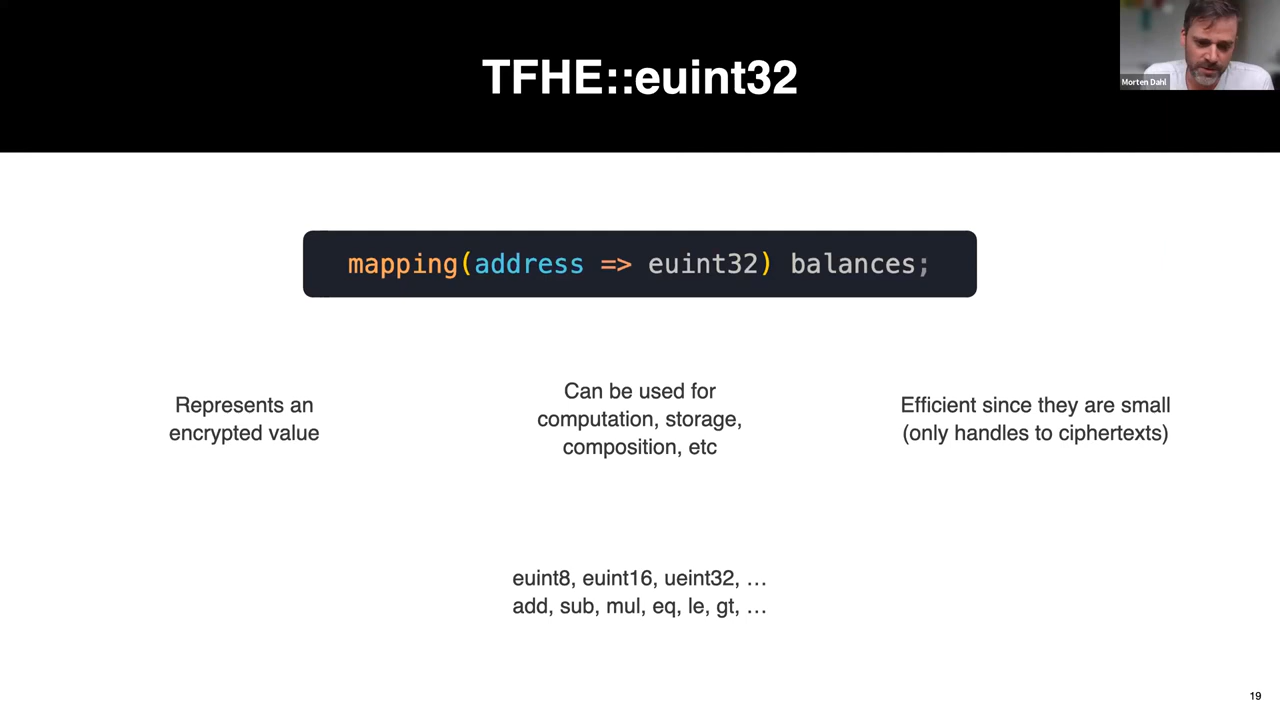 TFHE::euint32
Morten Dahl
mapping(address => euint32) balances;
Represents an
encrypted value
Can be used for
computation, storage,
composition, etc
Efficient since they are small
(only handles to ciphertexts)
euint8, euint16, ueint32, …
add, sub, mul, eq, le, gt, …
19